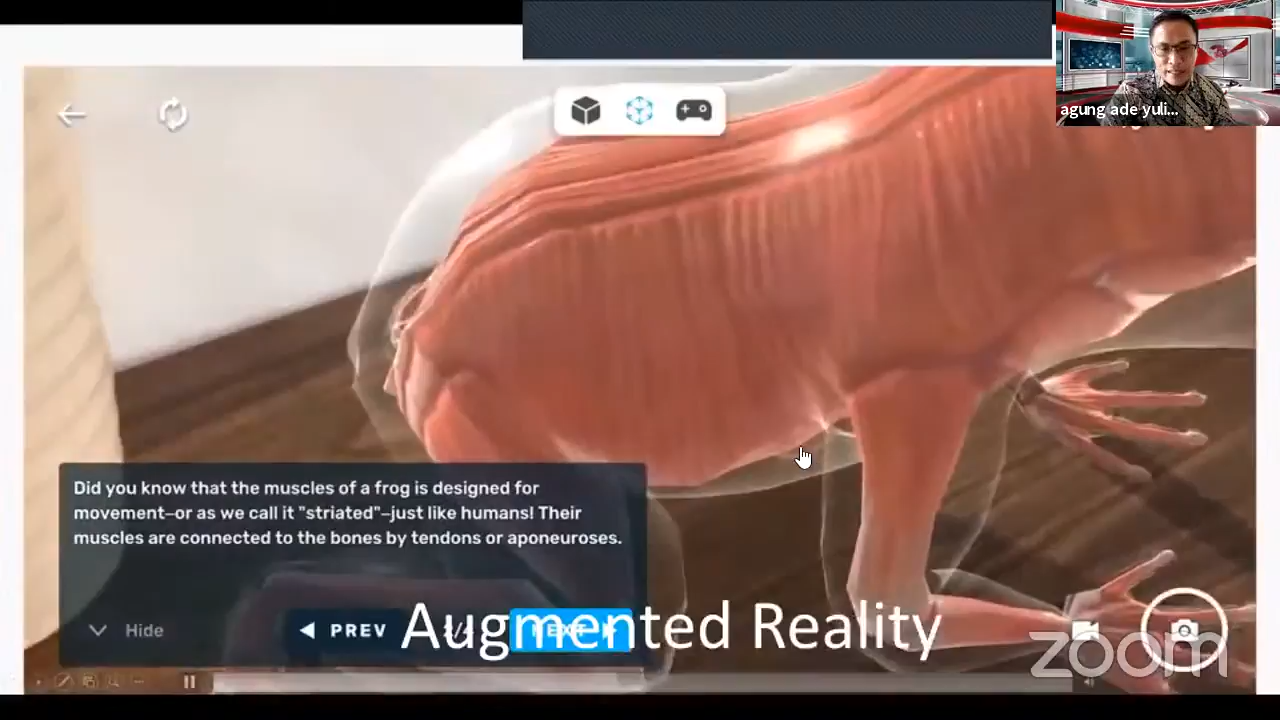 agung ade yuli...
Did you know that the muscles of a frog is designed for
movement—or as we call it "striated"—just like humans! Their
muscles are connected to the bones by tendons or aponeuroses.
Hide
PREV
NEXT
Augmented Reality
zoom